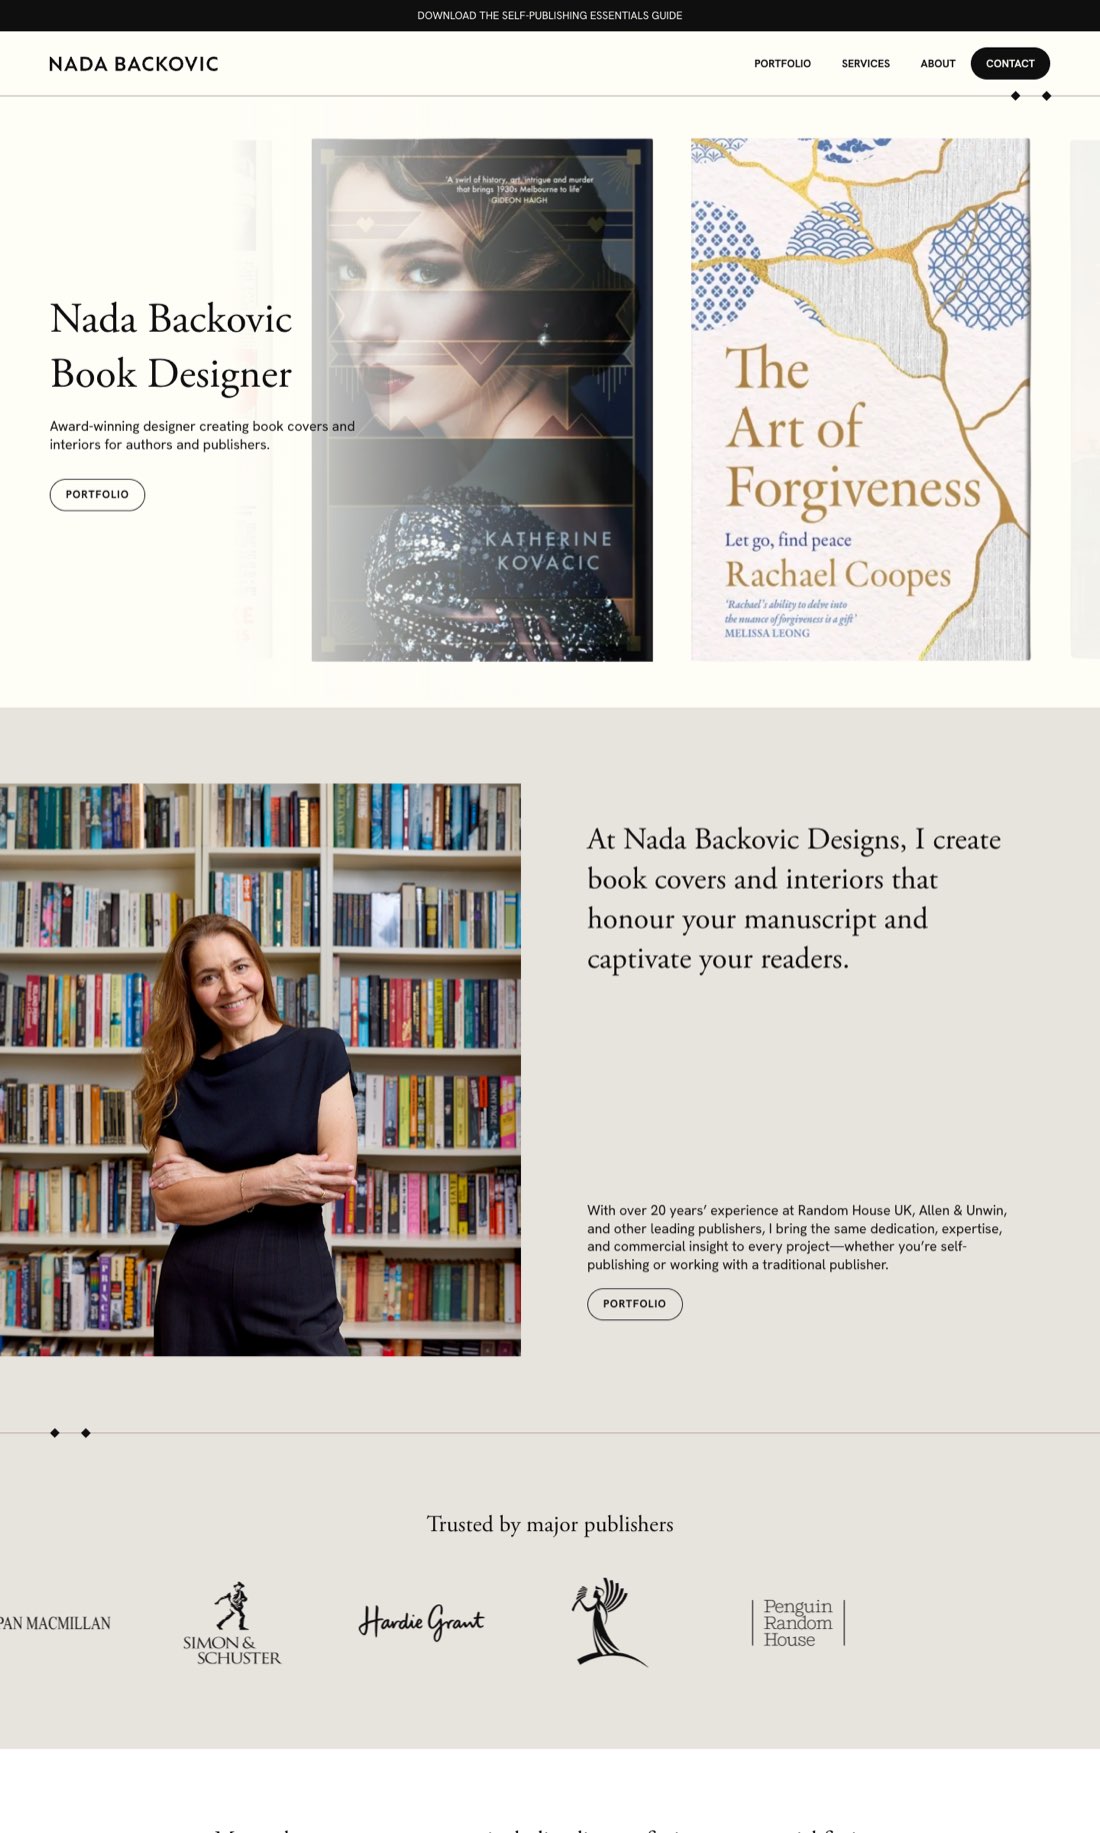 DOWNLOAD THE SELF-PUBLISHING ESSENTIALS GUIDE
NADA BACKOVIC
PORTFOLIO
SERVICES
ABOUT
CONTACT
Nada Backovic
Book Designer
Award-winning designer creating book covers and
interiors for authors and publishers.
PORTFOLIO
'A swirl of history, art, intrigue and murder
that brings 1930s Melbourne to life'
GIDEON HAIGH
KATHERINE
KOVACIC
The
Art of
Forgiveness
Let go, find peace
Rachael Coopes
'Rachael's ability to delve into
the nuance of forgiveness is a gift'
MELISSA LEONG
At Nada Backovic Designs, I create
book covers and interiors that
honour your manuscript and
captivate your readers.
With over 20 years’ experience at Random House UK, Allen & Unwin,
and other leading publishers, I bring the same dedication, expertise,
and commercial insight to every project—whether you’re self-
publishing or working with a traditional publisher.
PORTFOLIO
Trusted by major publishers
PAN MACMILLAN
SIMON &
SCHUSTER
Hardie Grant
Penguin
Random
House